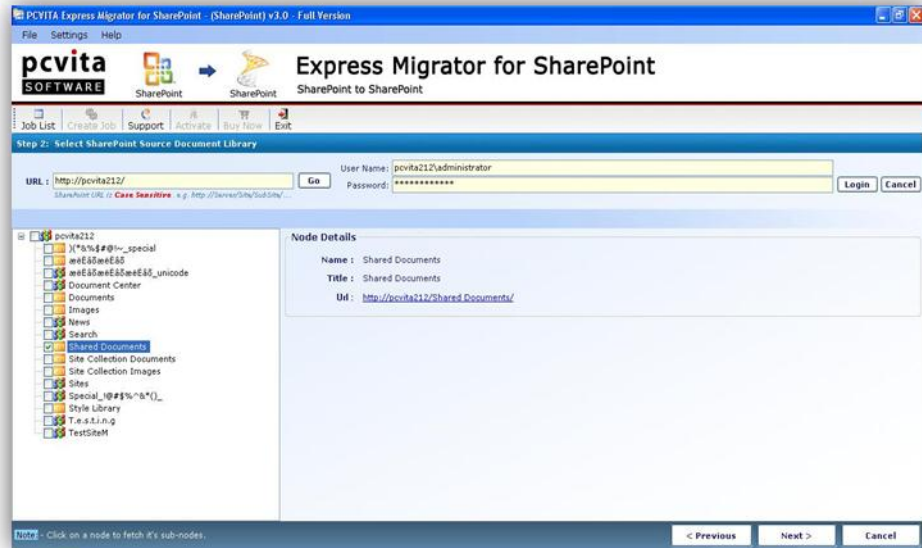 PCVITA Express Migrator for SharePoint - (SharePoint) v3.0 - Full Version
File Settings Help
pcvita
SOFTWARE
SharePoint
SharePoint
Express Migrator for SharePoint
SharePoint to SharePoint
Job List
Create Job
Support
Activate
Buy Now
Exit
Step 2: Select SharePoint Source Document Library
URL : http://pcvita212/ Go
SharePoint URL is Case Sensitive e.g. http://Server/Site/SubSite/...
User Name: pcvita212\administrator
Password: ************
Login Cancel
pcvita212
Document Center
Documents
Images
News
Search
Shared Documents
Site Collection Documents
Site Collection Images
Sites
Special_!@#$%^&*()_
Style Library
T.e.s.t.i.n.g
TestSiteM
Node Details
Name : Shared Documents
Title : Shared Documents
Url : http://pcvita212/Shared Documents/
Note: - Click on a node to fetch it's sub-nodes.
< Previous
Next >
Cancel